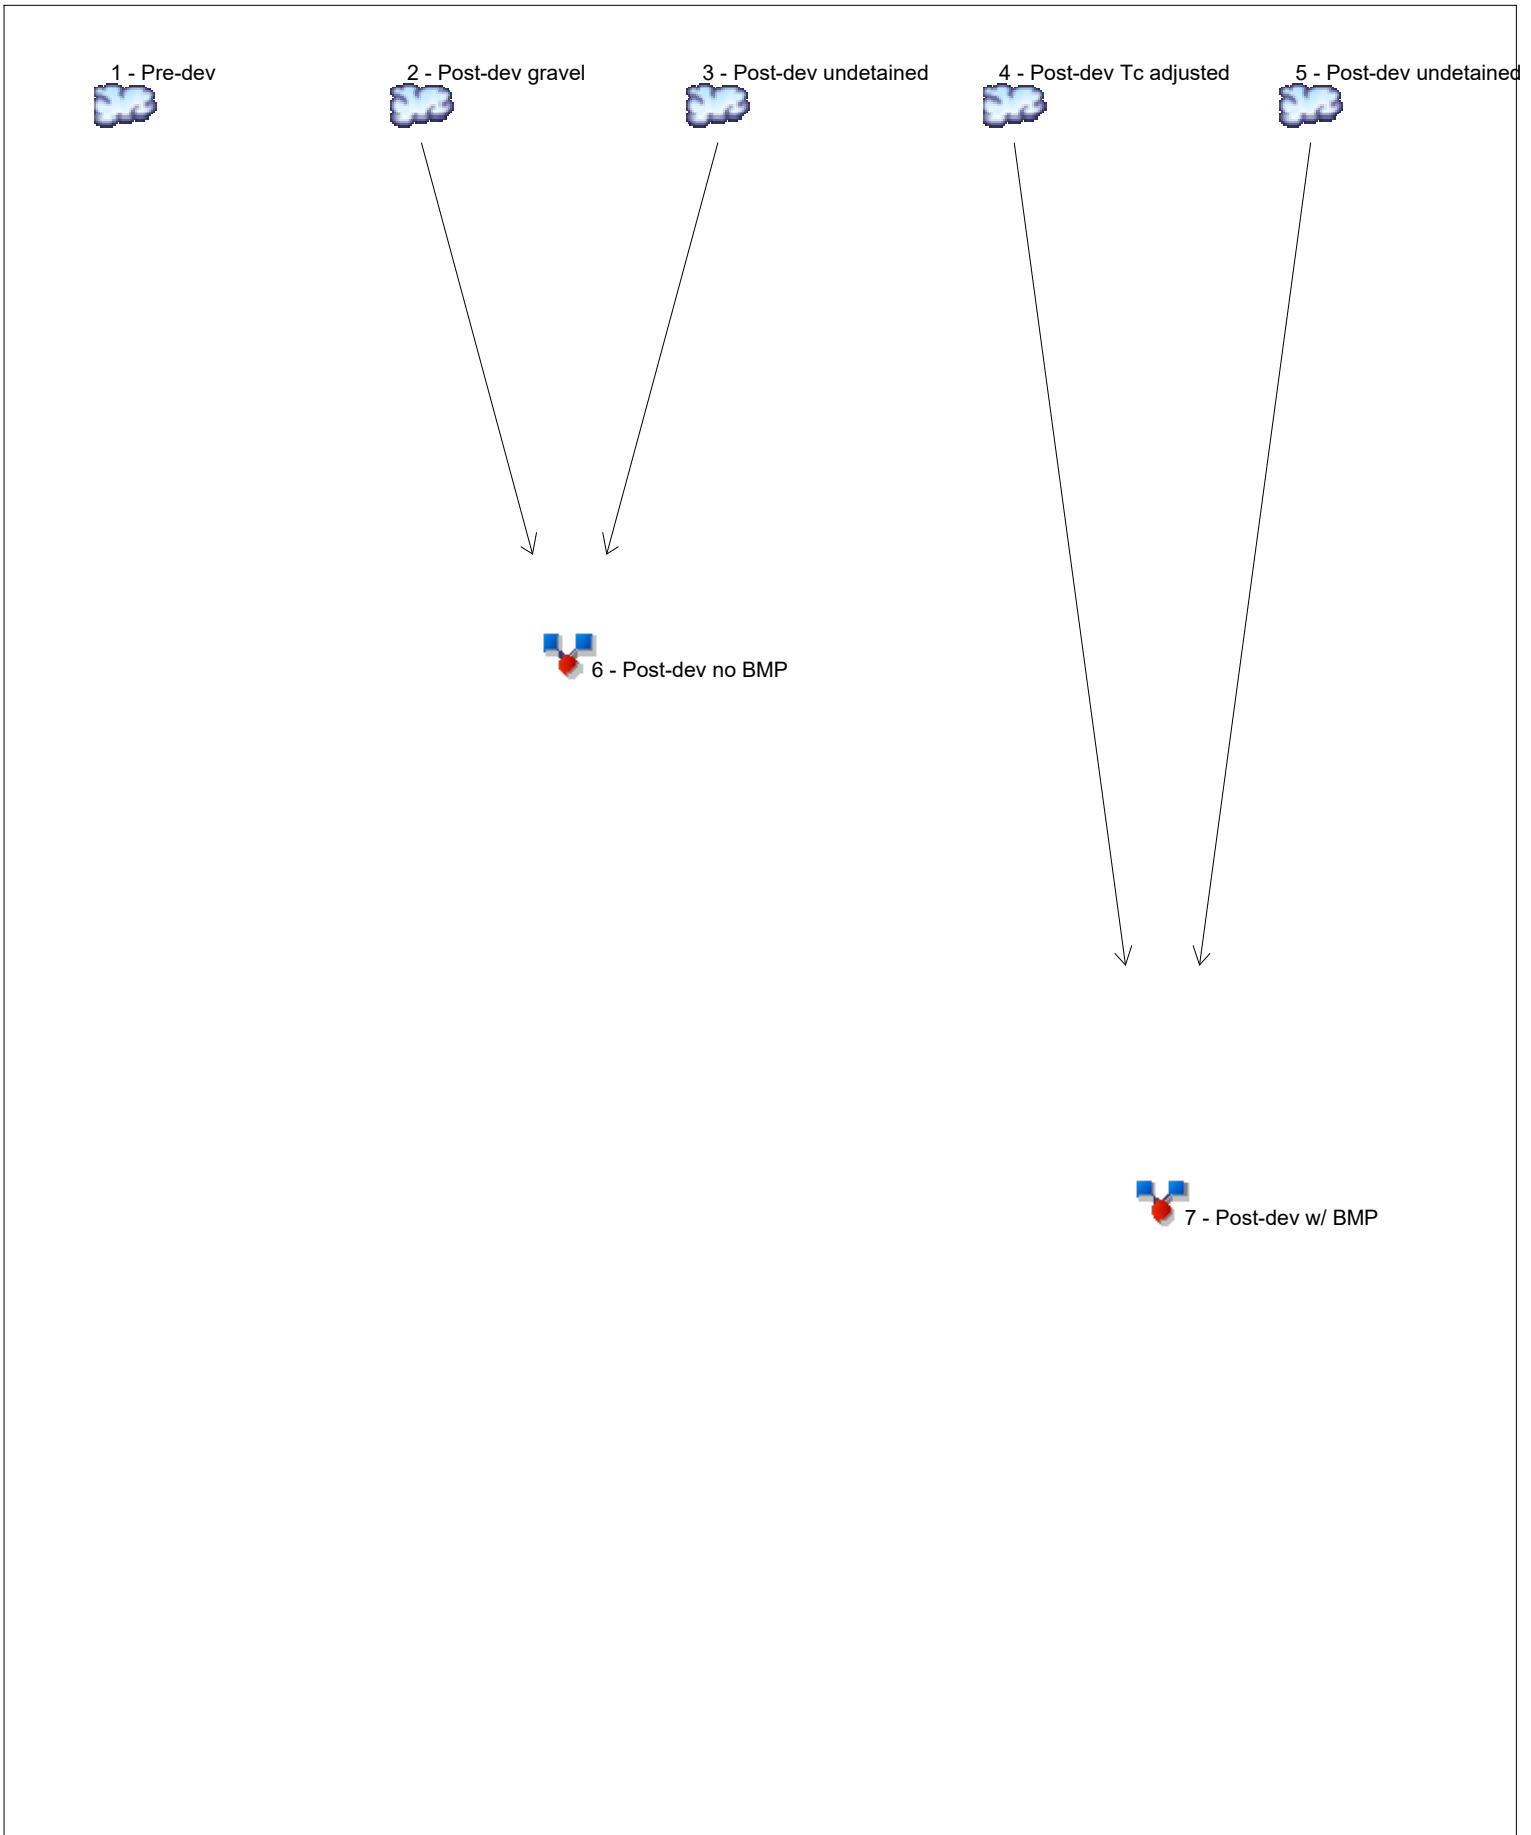 1 - Pre-dev
2 - Post-dev gravel
3 - Post-dev undetained
4 - Post-dev Tc adjusted
5 - Post-dev undetained
6 - Post-dev no BMP
7 - Post-dev w/ BMP